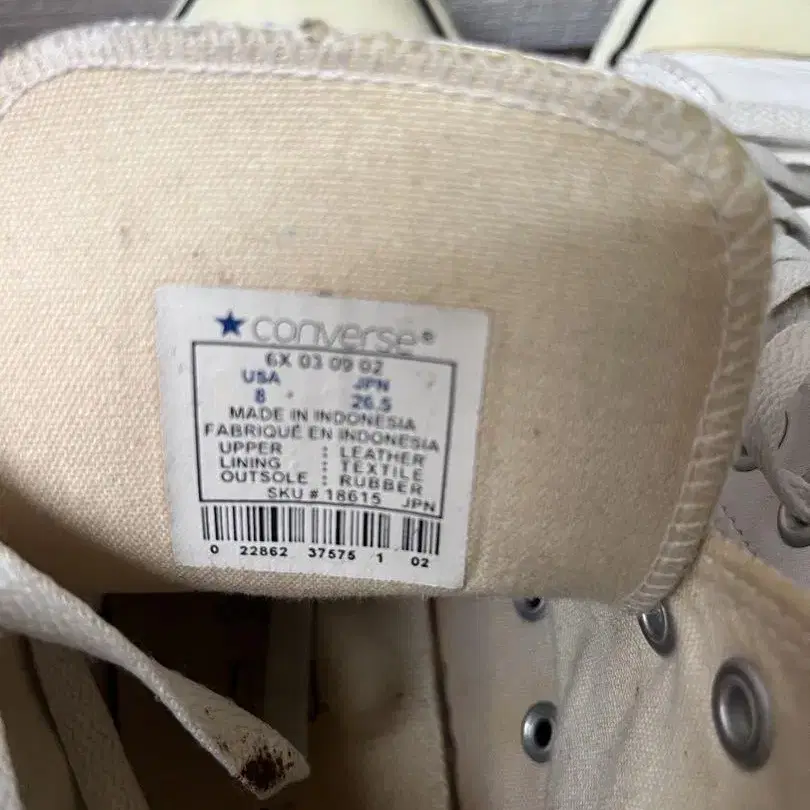 ★converse®
6X 03 09 02
USA JPN
8 26.5
MADE IN INDONESIA
FABRIQUÉ EN INDONESIA
UPPER : LEATHER
LINING : TEXTILE
OUTSOLE : RUBBER
SKU # 18615 JPN
0 22862 37575 1 02